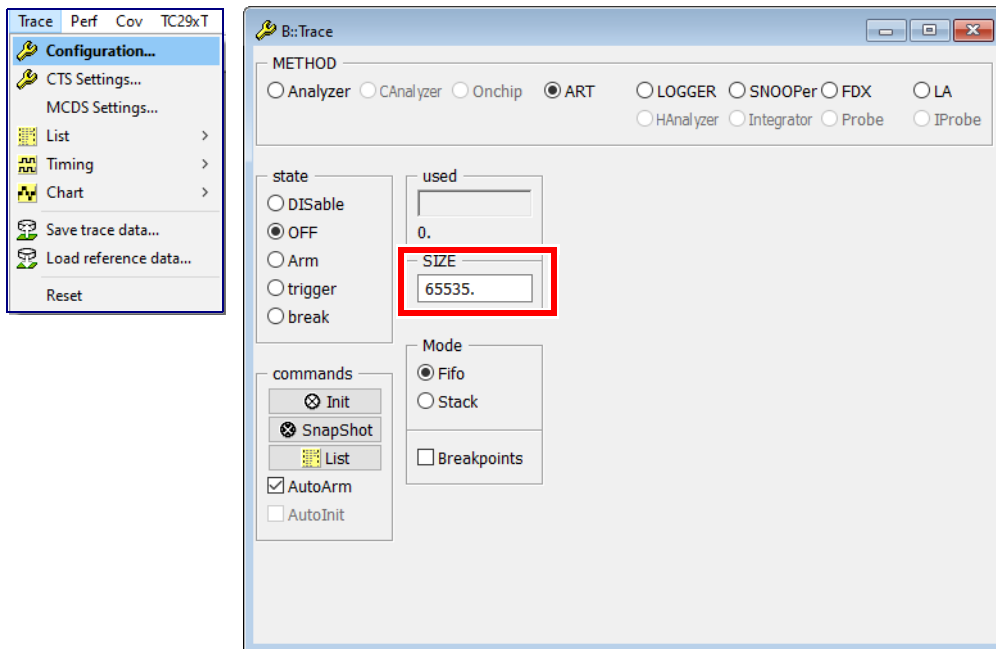 Trace Perf Cov TC29xT
Configuration...
CTS Settings...
MCDS Settings...
List
Timing
Chart
Save trace data...
Load reference data...
Reset
B::Trace
METHOD
Analyzer CAnalyzer Onchip ART LOGGER SNOOPer FDX LA
HAnalyzer Integrator Probe IProbe
state
DISable
OFF
Arm
trigger
break
used
0.
SIZE
65535.
Mode
Fifo
Stack
Breakpoints
commands
Init
SnapShot
List
AutoArm
AutoInit